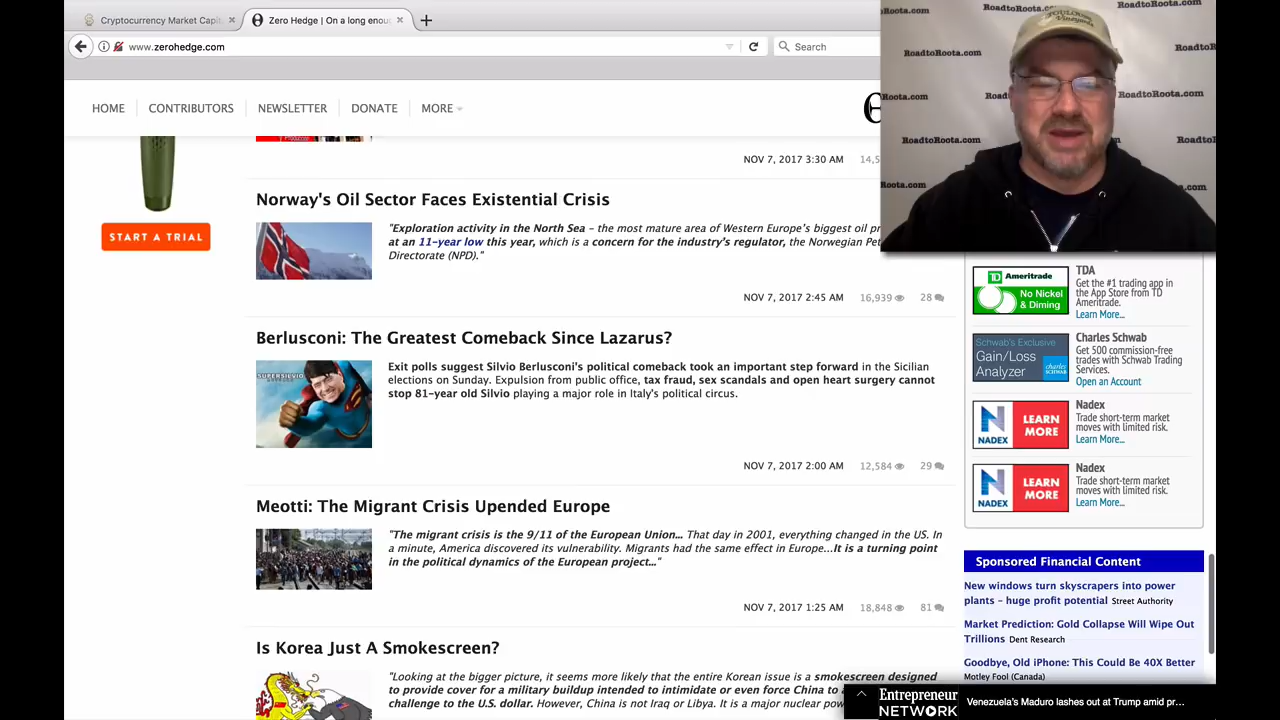 Cryptocurrency Market Capit
Zero Hedge | On a long enou
www.zerohedge.com
Search
HOME
CONTRIBUTORS
NEWSLETTER
DONATE
MORE
RoadtoRoota.com
NOV 7, 2017 3:30 AM
Norway's Oil Sector Faces Existential Crisis
"Exploration activity in the North Sea – the most mature area of Western Europe's biggest oil pr
at an 11-year low this year, which is a concern for the industry's regulator, the Norwegian Pet
Directorate (NPD)."
NOV 7, 2017 2:45 AM 16,939 28
Berlusconi: The Greatest Comeback Since Lazarus?
SUPERSILVIO
Exit polls suggest Silvio Berlusconi's political comeback took an important step forward in the Sicilian
elections on Sunday. Expulsion from public office, tax fraud, sex scandals and open heart surgery cannot
stop 81-year old Silvio playing a major role in Italy's political circus.
NOV 7, 2017 2:00 AM 12,584 29
Meotti: The Migrant Crisis Upended Europe
"The migrant crisis is the 9/11 of the European Union... That day in 2001, everything changed in the US. In
a minute, America discovered its vulnerability. Migrants had the same effect in Europe...It is a turning point
in the political dynamics of the European project..."
NOV 7, 2017 1:25 AM 18,848 81
Is Korea Just A Smokescreen?
"Looking at the bigger picture, it seems more likely that the entire Korean issue is a smokescreen designed
to provide cover for a military buildup intended to intimidate or even force China to
challenge to the U.S. dollar. However, China is not Iraq or Libya. It is a major nuclear
START A TRIAL
TD Ameritrade
No Nickel
& Diming
TDA
Get the #1 trading app in
the App Store from TD
Ameritrade.
Learn More...
Schwab's Exclusive
Gain/Loss
Analyzer
charles
SCHWAB
Charles Schwab
Get 500 commission-free
trades with Schwab Trading
Services.
Open an Account
NADEX
LEARN
MORE
Nadex
Trade short-term market
moves with limited risk.
Learn More...
NADEX
LEARN
MORE
Nadex
Trade short-term market
moves with limited risk.
Learn More...
Sponsored Financial Content
New windows turn skyscrapers into power
plants – huge profit potential Street Authority
Market Prediction: Gold Collapse Will Wipe Out
Trillions Dent Research
Goodbye, Old iPhone: This Could Be 40X Better
Motley Fool (Canada)
Entrepreneur
NETWORK
Venezuela's Maduro lashes out at Trump amid pr...